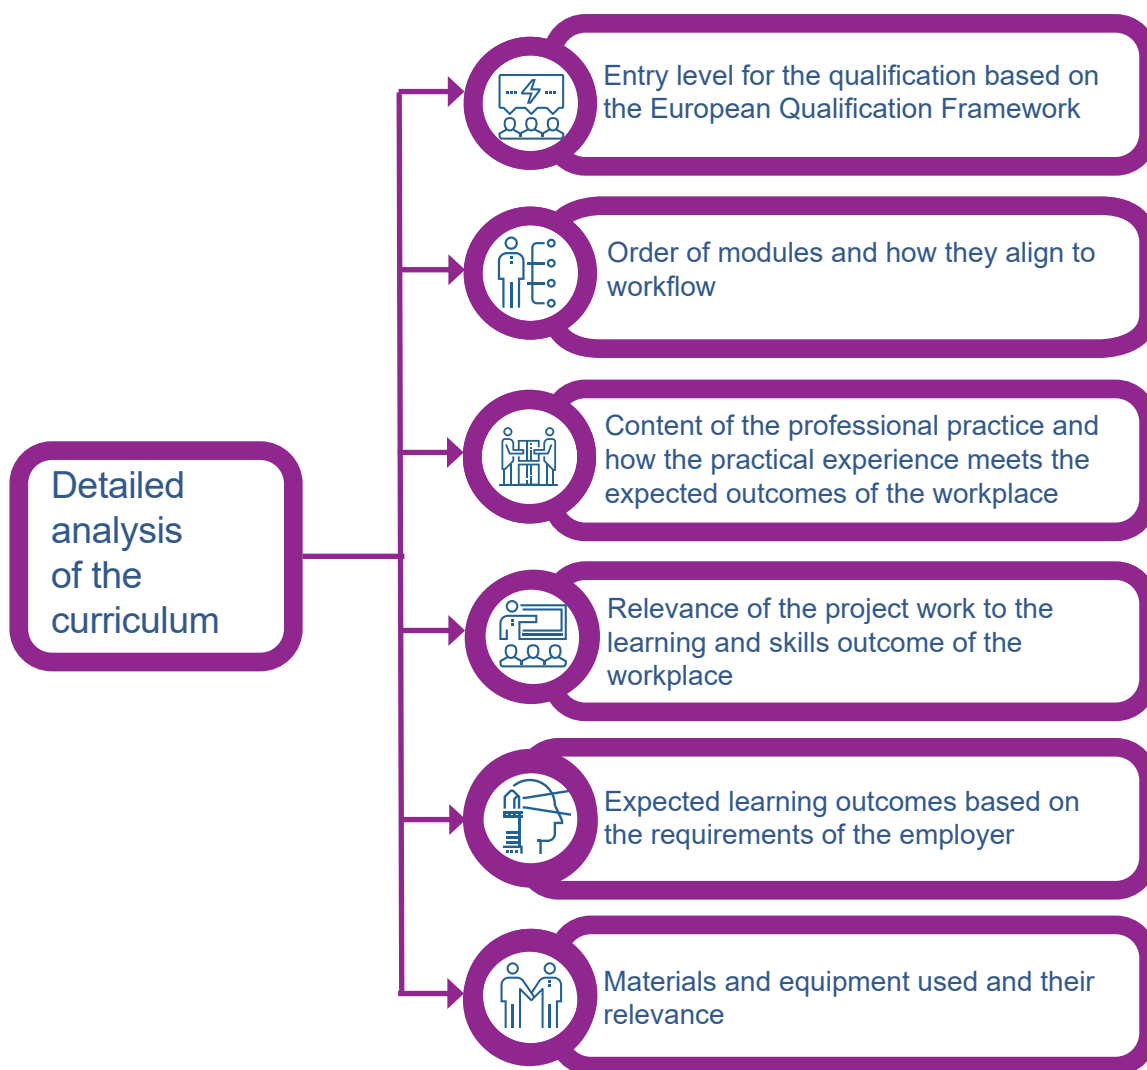 Detailed
analysis
of the
curriculum
Entry level for the qualification based on
the European Qualification Framework
Order of modules and how they align to
workflow
Content of the professional practice and
how the practical experience meets the
expected outcomes of the workplace
Relevance of the project work to the
learning and skills outcome of the
workplace
Expected learning outcomes based on
the requirements of the employer
Materials and equipment used and their
relevance